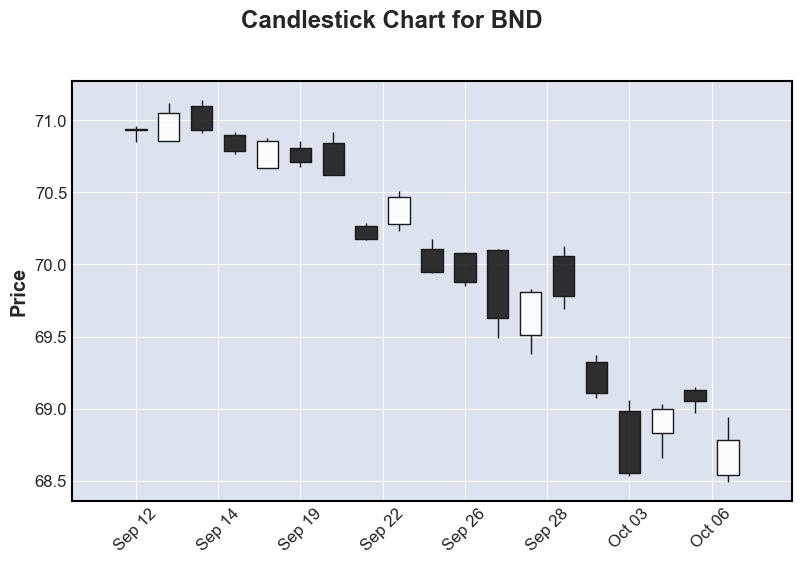 Candlestick Chart for BND
Price
71.0
70.5
70.0
69.5
69.0
68.5
Sep 12
Sep 14
Sep 19
Sep 22
Sep 26
Sep 28
Oct 03
Oct 06